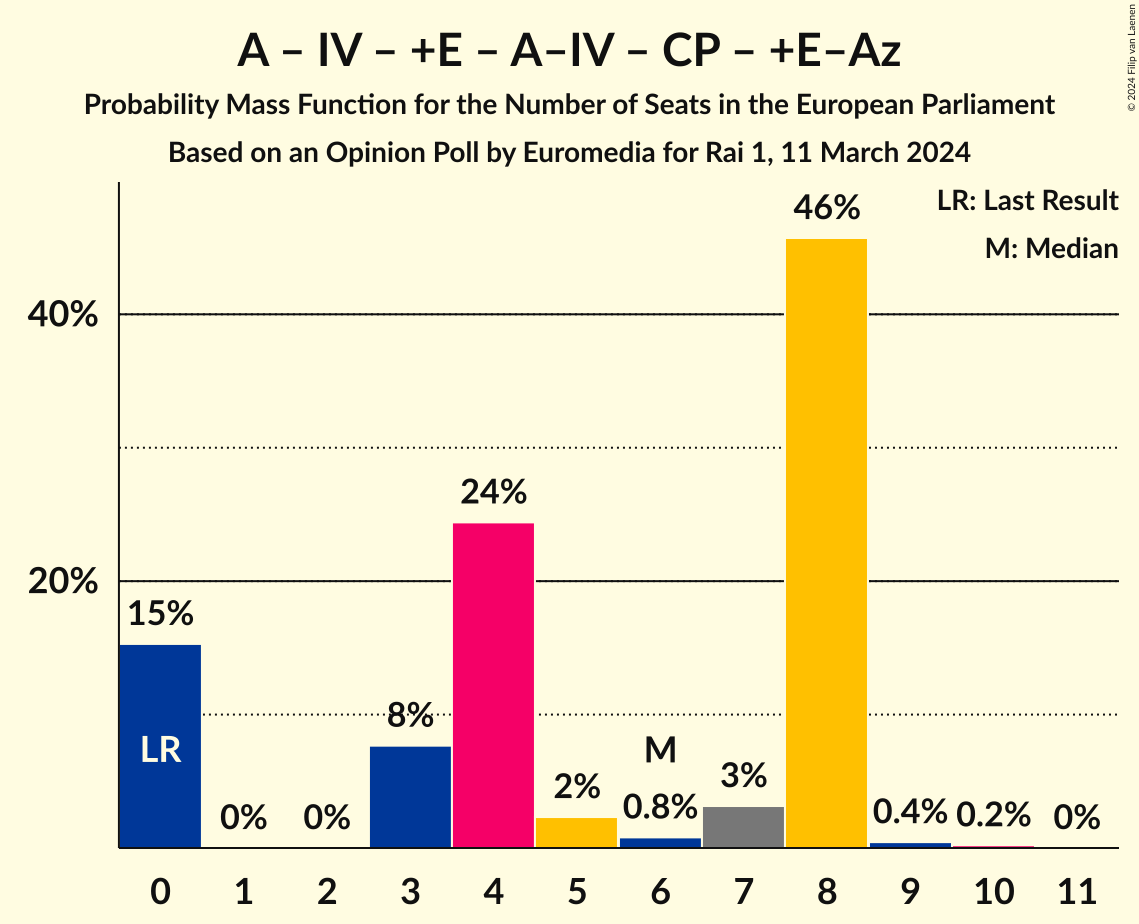 A – IV – +E – A–IV – CP – +E–Az
Probability Mass Function for the Number of Seats in the European Parliament
Based on an Opinion Poll by Euromedia for Rai 1, 11 March 2024
© 2024 Filip van Laenen
LR: Last Result
M: Median
46%
40%
24%
20%
15%
8%
LR
M
3%
2%
0.8%
0.4%
0.2%
0%
0%
0%
0 1 2 3 4 5 6 7 8 9 10 11